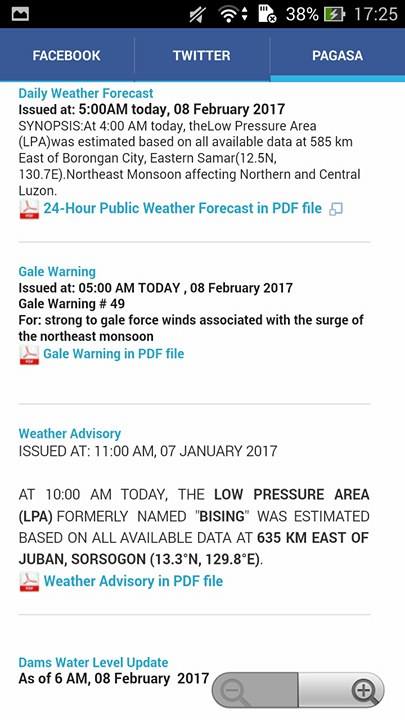 38% 17:25
FACEBOOK TWITTER PAGASA
Daily Weather Forecast
Issued at: 5:00AM today, 08 February 2017
SYNOPSIS:At 4:00 AM today, theLow Pressure Area
(LPA)was estimated based on all available data at 585 km
East of Borongan City, Eastern Samar(12.5N,
130.7E).Northeast Monsoon affecting Northern and Central
Luzon.
24-Hour Public Weather Forecast in PDF file
Gale Warning
Issued at: 05:00 AM TODAY , 08 February 2017
Gale Warning # 49
For: strong to gale force winds associated with the surge of
the northeast monsoon
Gale Warning in PDF file
Weather Advisory
ISSUED AT: 11:00 AM, 07 JANUARY 2017
AT 10:00 AM TODAY, THE LOW PRESSURE AREA
(LPA) FORMERLY NAMED "BISING" WAS ESTIMATED
BASED ON ALL AVAILABLE DATA AT 635 KM EAST OF
JUBAN, SORSOGON (13.3°N, 129.8°E).
Weather Advisory in PDF file
Dams Water Level Update
As of 6 AM, 08 February 2017